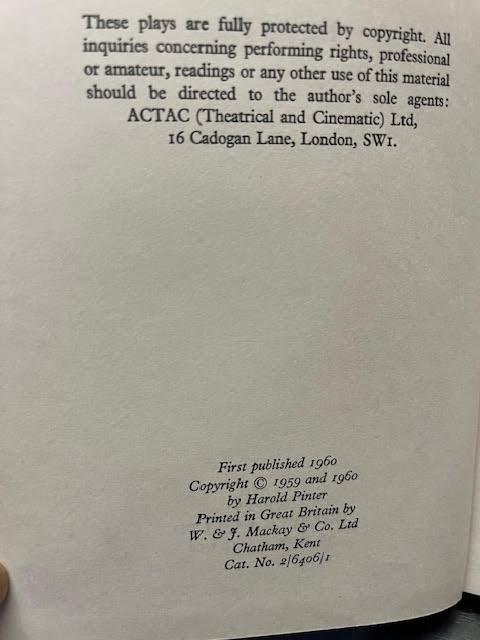 These plays are fully protected by copyright. All
inquiries concerning performing rights, professional
or amateur, readings or any other use of this material
should be directed to the author's sole agents:
ACTAC (Theatrical and Cinematic) Ltd,
16 Cadogan Lane, London, SW1.
First published 1960
Copyright © 1959 and 1960
by Harold Pinter
Printed in Great Britain by
W. & J. Mackay & Co. Ltd
Chatham, Kent
Cat. No. 2/6406/1